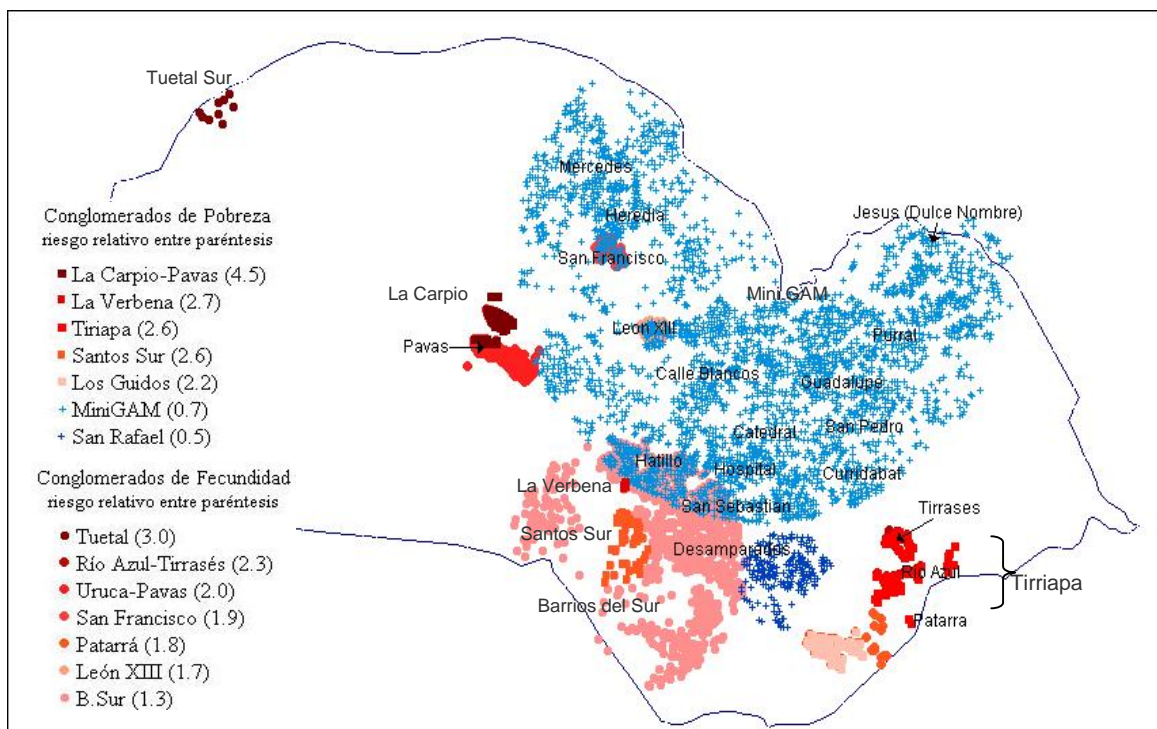 Tuetal Sur
Mercedes
Conglomerados de Pobreza
riesgo relativo entre paréntesis
Heredia
Jesus (Dulce Nombre)
San Francisco
La Carpio-Pavas (4.5)
La Verbena (2.7)
Tiriapa (2.6)
Santos Sur (2.6)
Los Guidos (2.2)
MiniGAM (0.7)
San Rafael (0.5)
La Carpio
Mini GAM
Leon XIII
Purral
Pavas
Calle Blancos
Guadalupe
Catedral
San Pedro
Hatillo
Hospital
Curridabat
Conglomerados de Fecundidad
riesgo relativo entre paréntesis
Tuetal (3.0)
Río Azul-Tirrasés (2.3)
Uruca-Pavas (2.0)
San Francisco (1.9)
Patarrá (1.8)
León XIII (1.7)
B.Sur (1.3)
La Verbena
San Sebastian
Tirrases
Santos Sur
Desamparados
Río Azul
Tirriapa
Barrios del Sur
Patarra